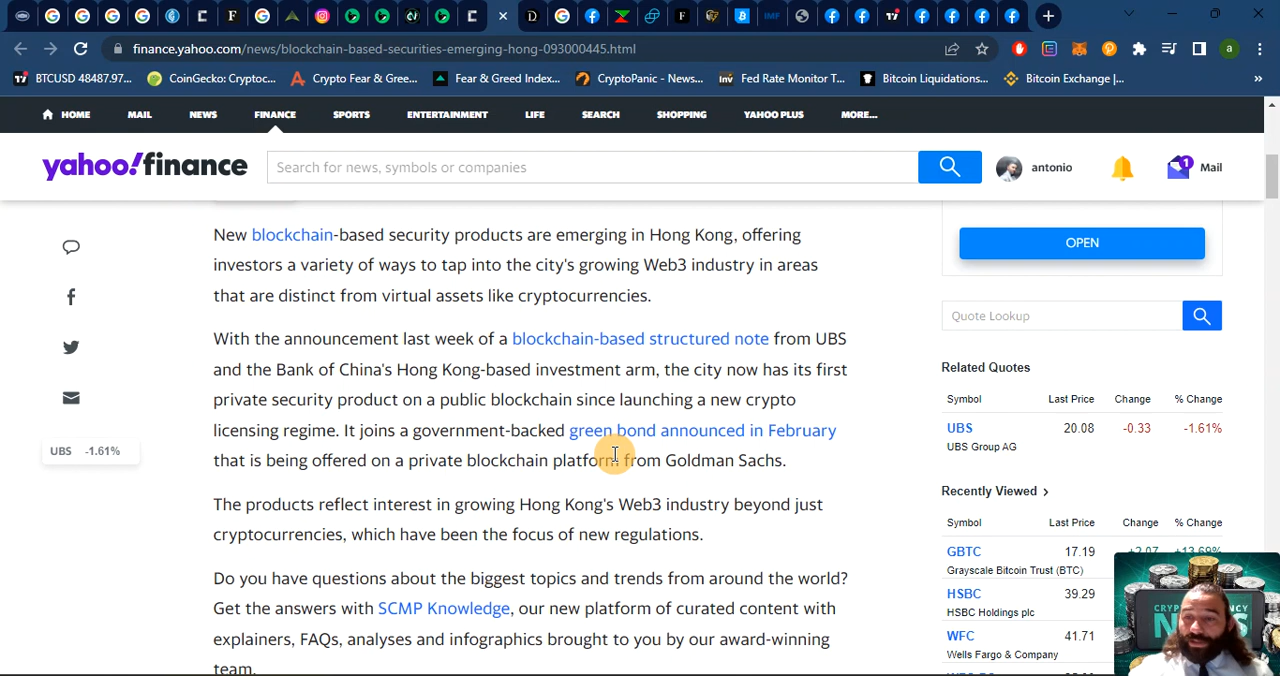 finance.yahoo.com/news/blockchain-based-securities-emerging-hong-093000445.html
BTCUSD 48487.97...
CoinGecko: Cryptoc...
Crypto Fear & Gree...
Fear & Greed Index...
CryptoPanic - News...
Fed Rate Monitor T...
Bitcoin Liquidations...
Bitcoin Exchange |...
HOME
MAIL
NEWS
FINANCE
SPORTS
ENTERTAINMENT
LIFE
SEARCH
SHOPPING
YAHOO PLUS
MORE...
yahoo!finance
Search for news, symbols or companies
antonio
1
Mail
New blockchain-based security products are emerging in Hong Kong, offering
investors a variety of ways to tap into the city's growing Web3 industry in areas
that are distinct from virtual assets like cryptocurrencies.
With the announcement last week of a blockchain-based structured note from UBS
and the Bank of China's Hong Kong-based investment arm, the city now has its first
private security product on a public blockchain since launching a new crypto
licensing regime. It joins a government-backed green bond announced in February
that is being offered on a private blockchain platform from Goldman Sachs.
The products reflect interest in growing Hong Kong's Web3 industry beyond just
cryptocurrencies, which have been the focus of new regulations.
Do you have questions about the biggest topics and trends from around the world?
Get the answers with SCMP Knowledge, our new platform of curated content with
explainers, FAQs, analyses and infographics brought to you by our award-winning
team.
UBS -1.61%
OPEN
Quote Lookup
Related Quotes
Symbol Last Price Change % Change
UBS 20.08 -0.33 -1.61%
UBS Group AG
Recently Viewed
Symbol Last Price Change % Change
GBTC 17.19 +2.07 +13.69%
Grayscale Bitcoin Trust (BTC)
HSBC 39.29
HSBC Holdings plc
WFC 41.71
Wells Fargo & Company